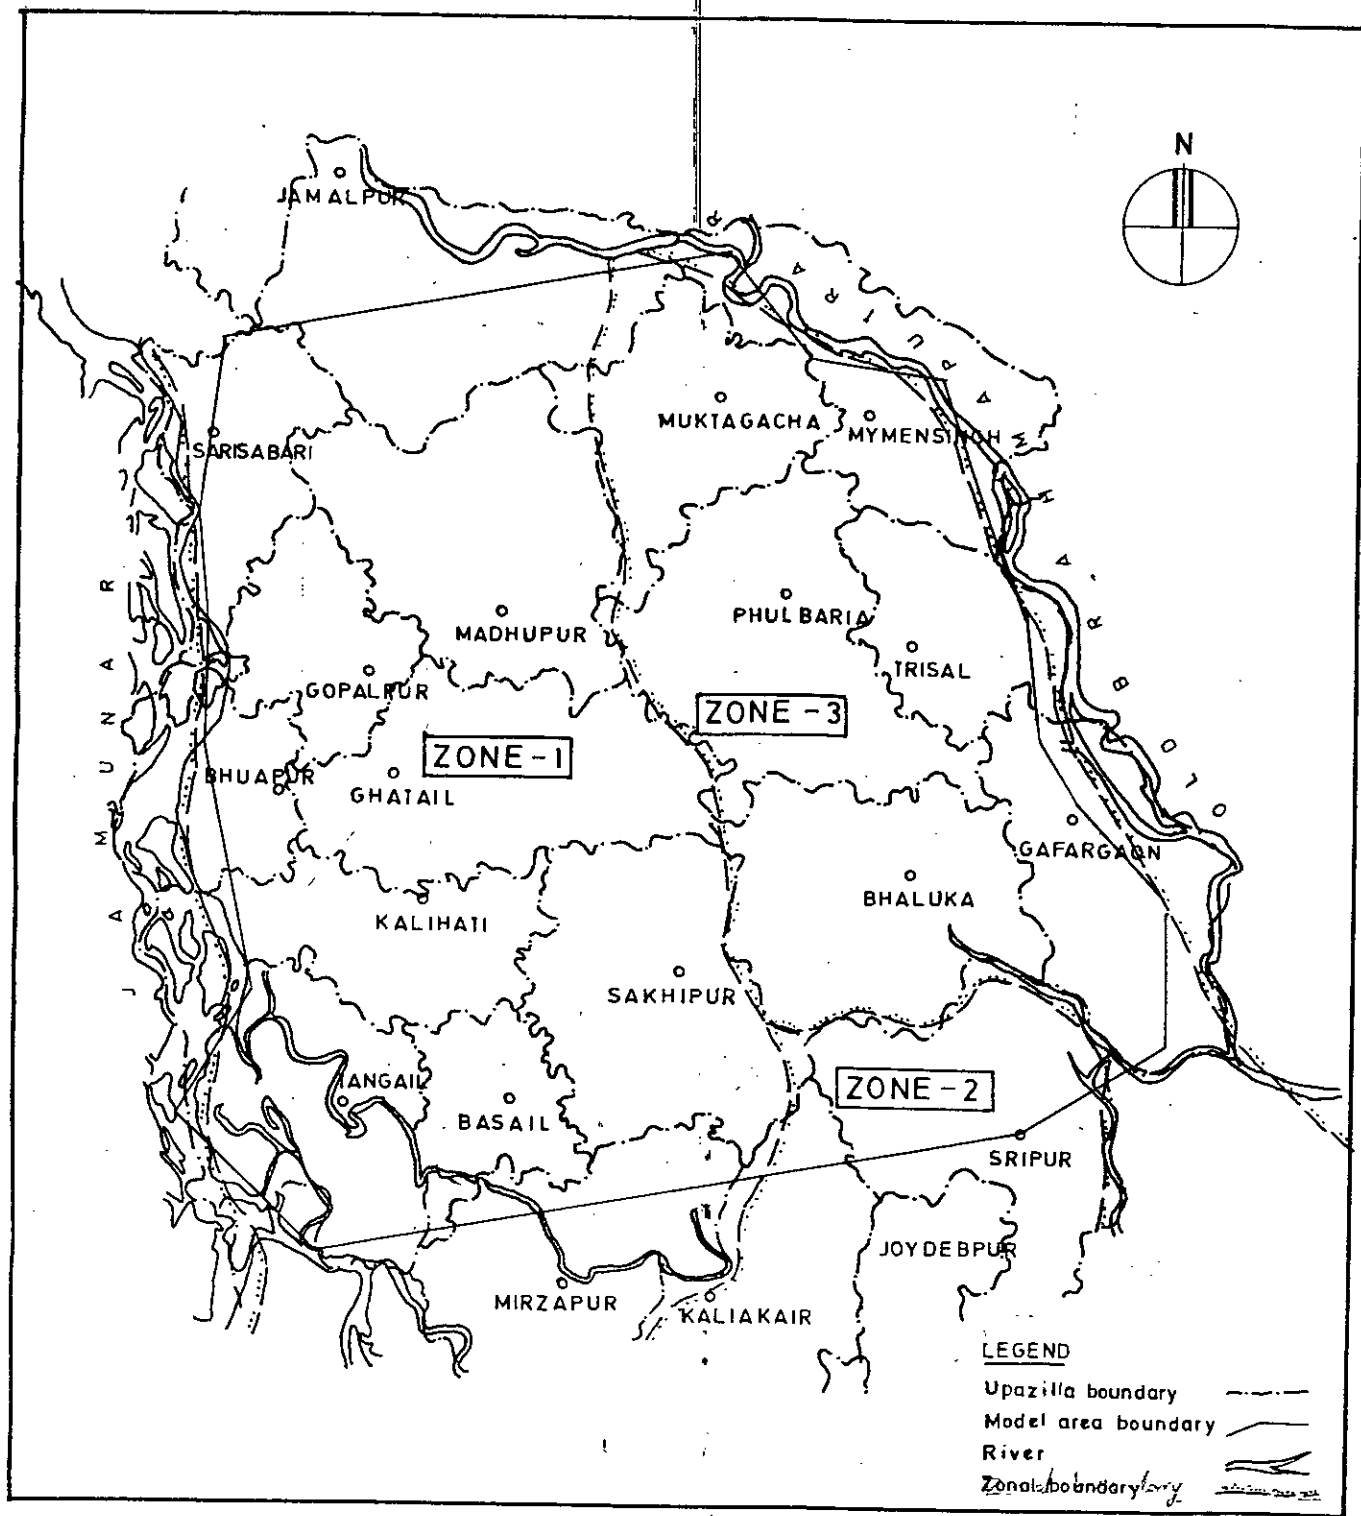 N
JAMALPUR
SARISABARI
MUKTAGACHA
MYMENSINGH
MADHUPUR
PHULBARIA
TRISAL
GOPALPUR
ZONE-3
ZONE-1
BHUAPUR
GHATAIL
GAFARGAON
BHALUKA
KALIHATI
SAKHIPUR
TANGAIL
BASAIL
ZONE-2
SRIPUR
JOYDEBPUR
MIRZAPUR
KALIAKAIR
JAMUNA R
OLD BRAHMAPUTRA R
LEGEND
Upazilla boundary
Model area boundary
River
Zonal boundary